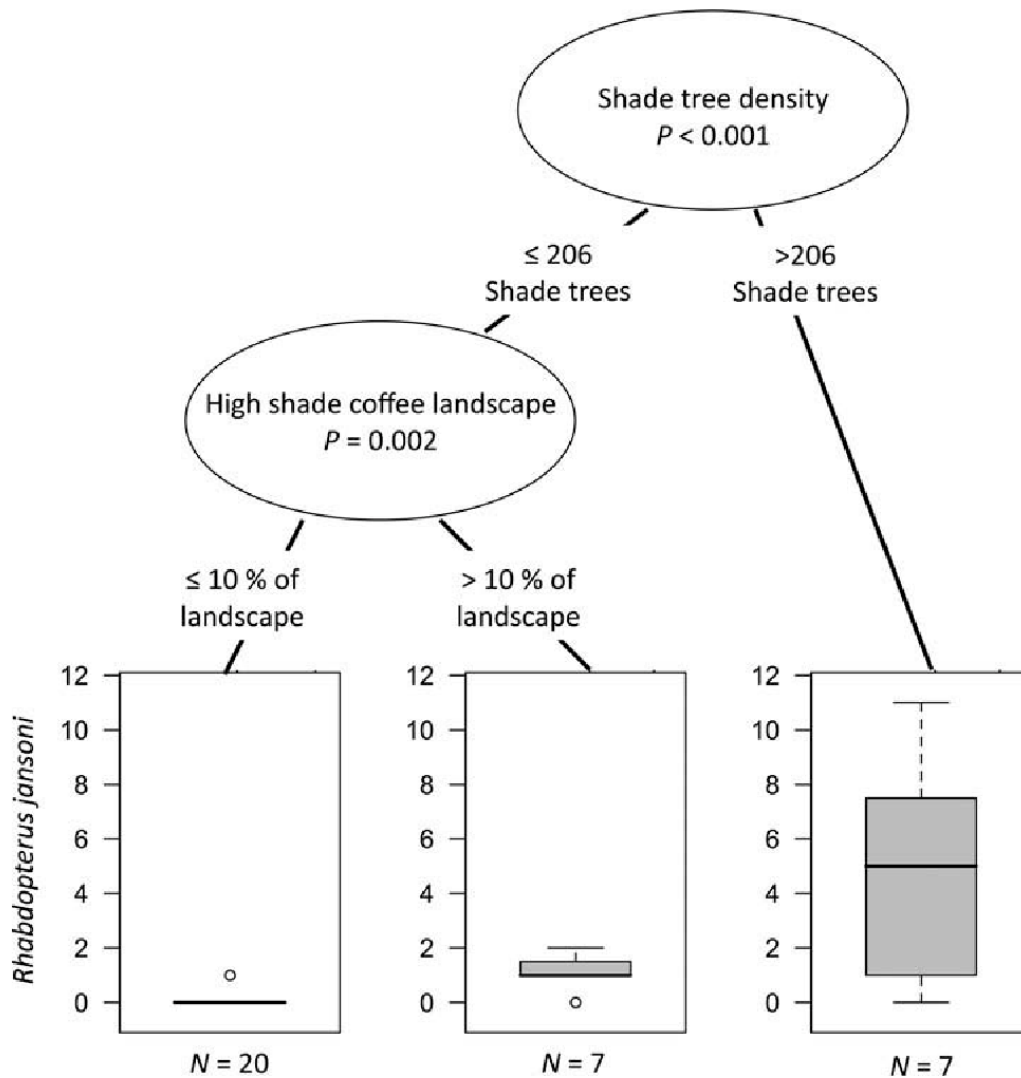 Shade tree density
P < 0.001
≤ 206
Shade trees
>206
Shade trees
High shade coffee landscape
P = 0.002
≤ 10 % of
landscape
> 10 % of
landscape
Rhabdopterus jansoni
12
10
8
6
4
2
0
N = 20
12
10
8
6
4
2
0
N = 7
12
10
8
6
4
2
0
N = 7